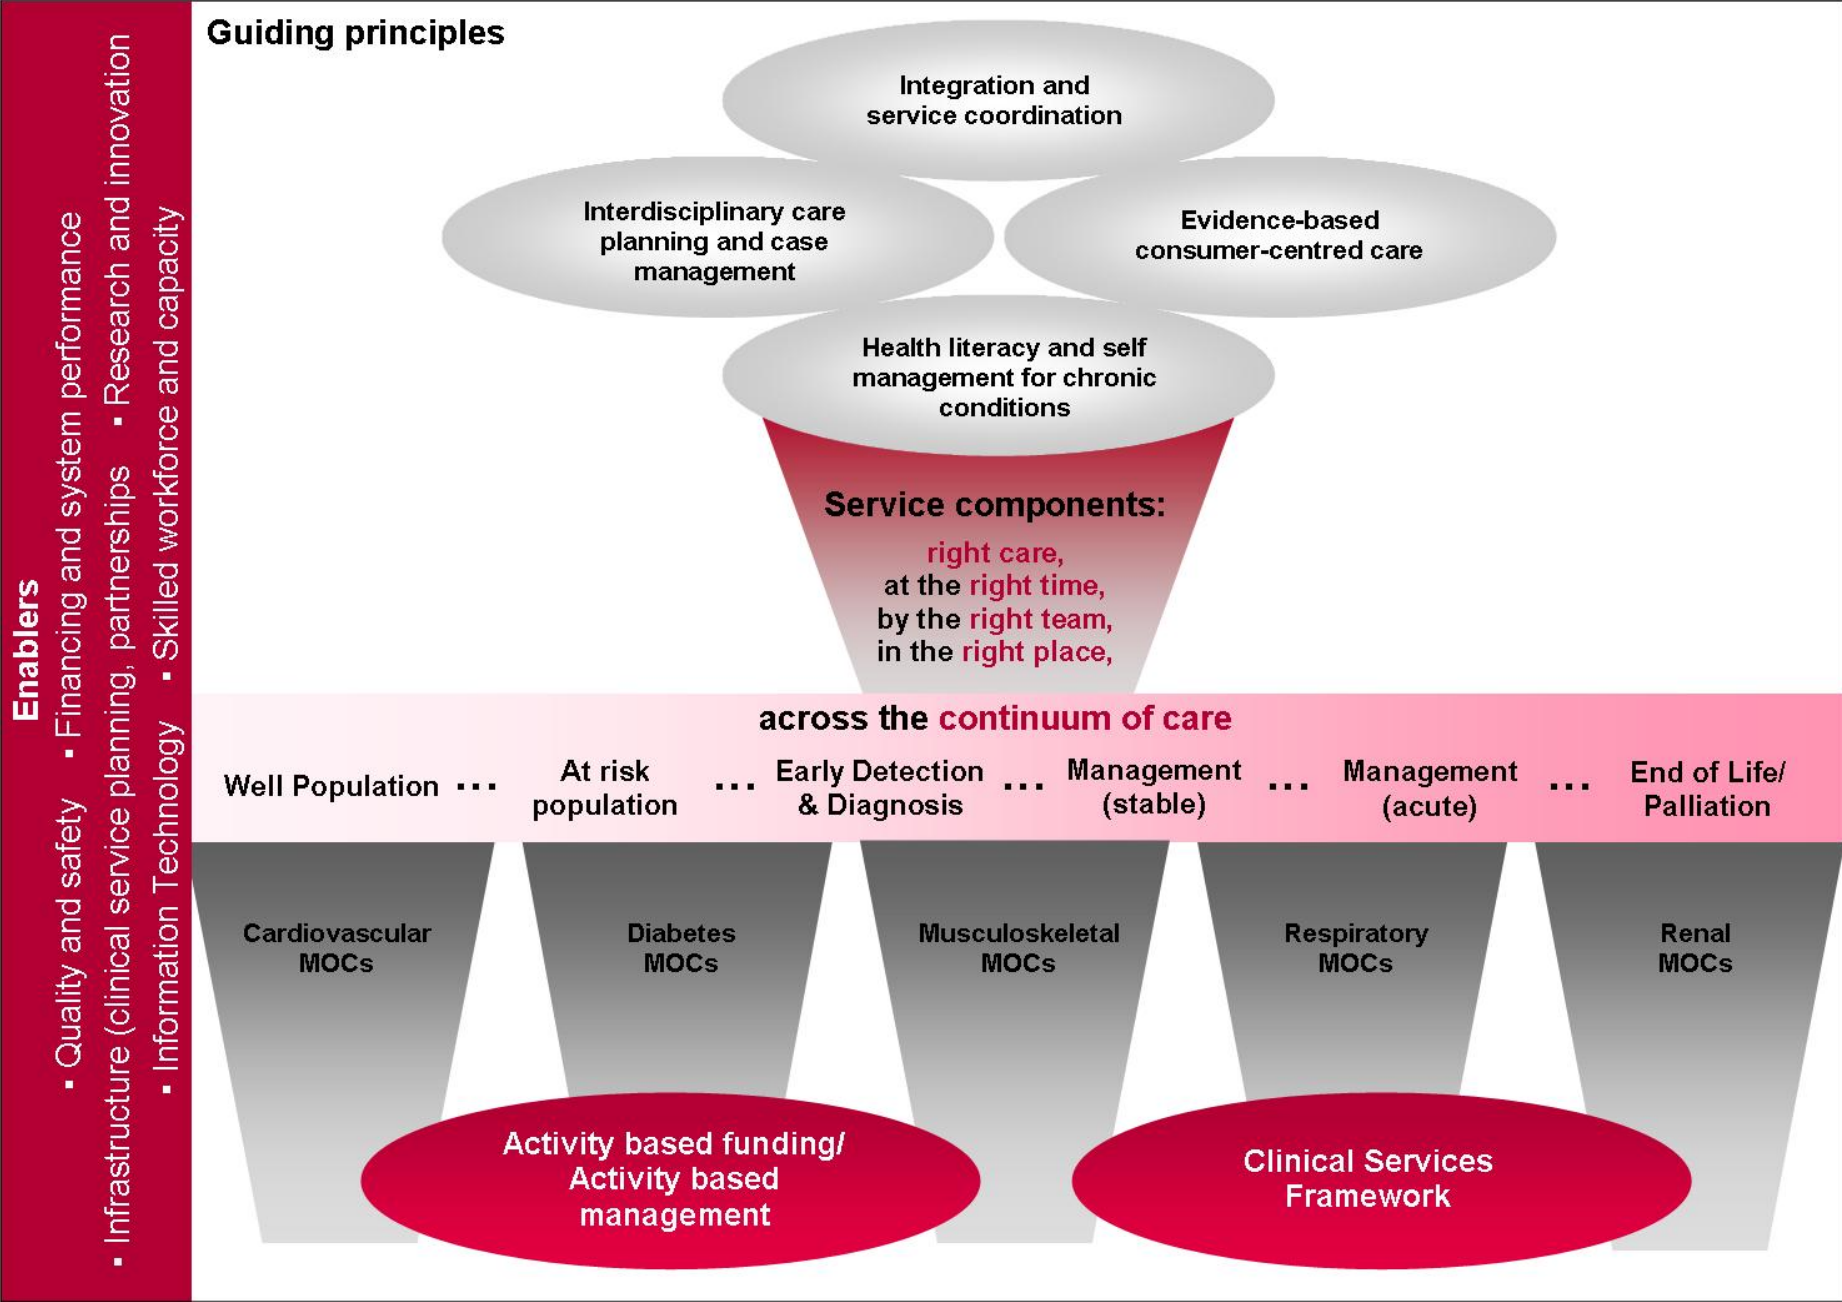 Guiding principles
Integration and
service coordination
Interdisciplinary care
planning and case
management
Evidence-based
consumer-centred care
Health literacy and self
management for chronic
conditions
Service components:
right care,
at the right time,
by the right team,
in the right place,
across the continuum of care
Well Population ...
At risk
population
...
Early Detection
& Diagnosis
...
Management
(stable)
...
Management
(acute)
...
End of Life/
Palliation
Cardiovascular
MOCs
Diabetes
MOCs
Musculoskeletal
MOCs
Respiratory
MOCs
Renal
MOCs
Activity based funding/
Activity based
management
Clinical Services
Framework
Enablers
▪ Quality and safety ▪ Financing and system performance
▪ Infrastructure (clinical service planning, partnerships ▪ Research and innovation
▪ Information Technology ▪ Skilled workforce and capacity